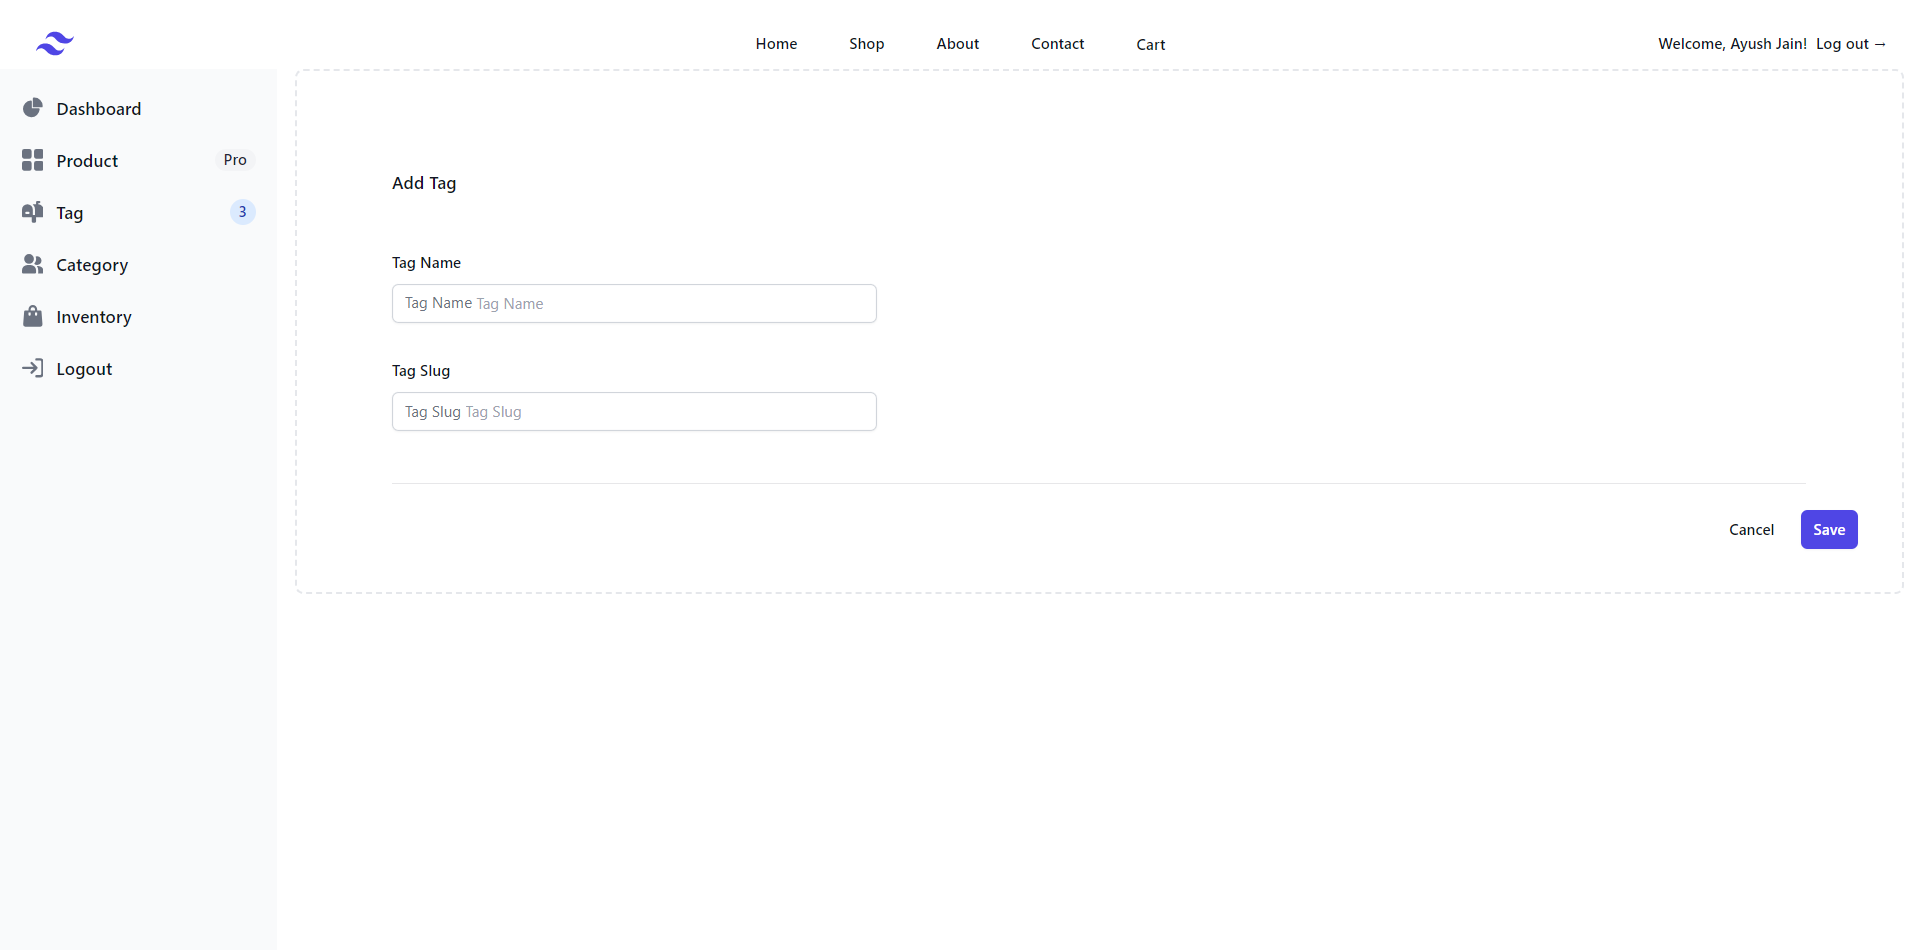 Home Shop About Contact Cart Welcome, Ayush Jain! Log out →
Dashboard
Product Pro
Tag 3
Category
Inventory
Logout
Add Tag
Tag Name
Tag Name Tag Name
Tag Slug
Tag Slug Tag Slug
Cancel Save